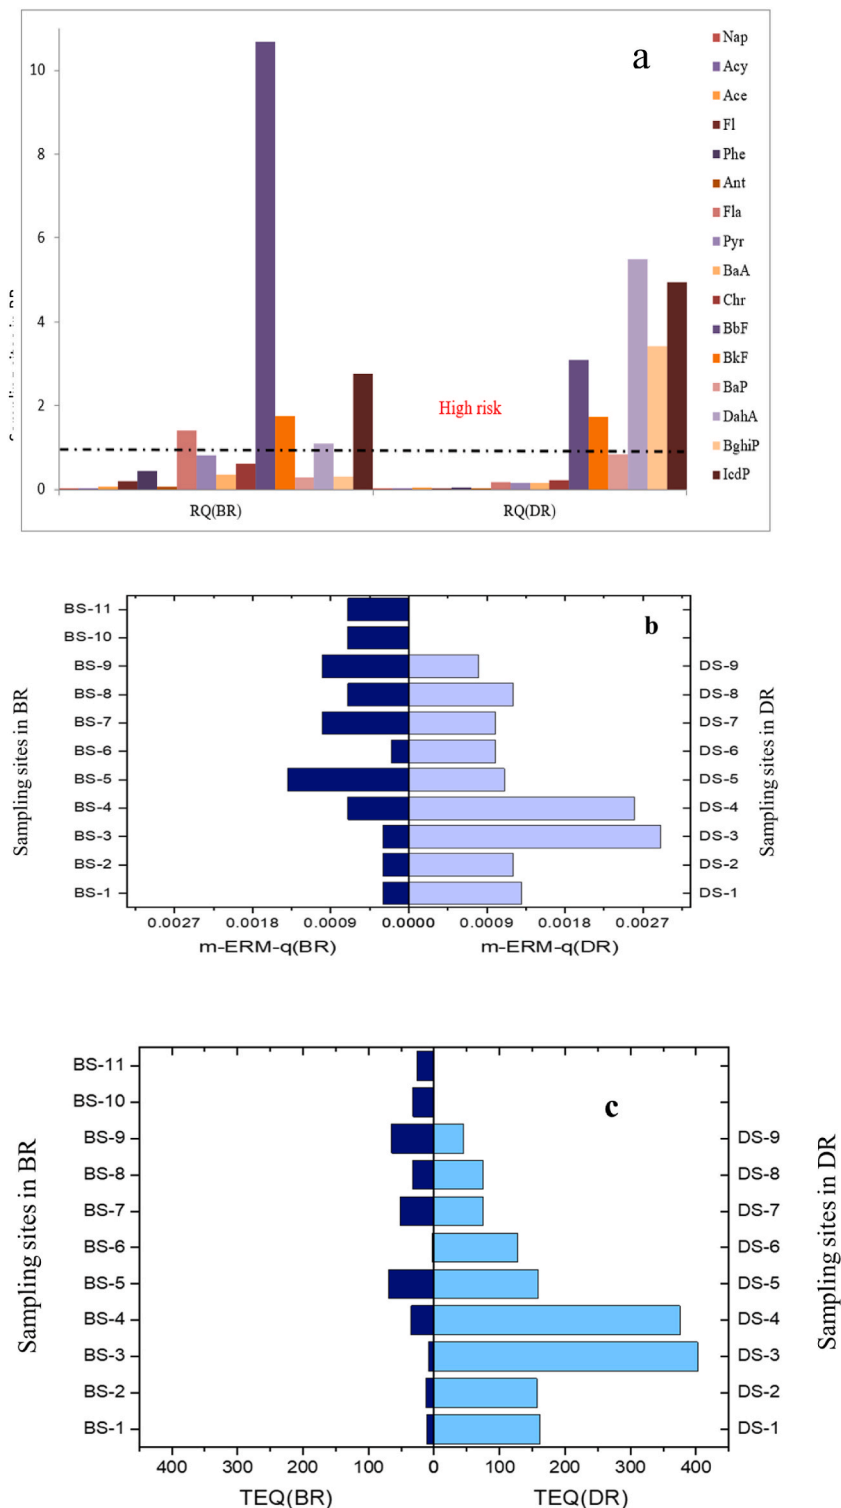 a
10
8
6
4
2
0
High risk
RQ(BR)
RQ(DR)
Nap
Acy
Ace
Fl
Phe
Ant
Fla
Pyr
BaA
Chr
BbF
BkF
BaP
DahA
BghiP
IcdP
b
Sampling sites in BR
BS-11
BS-10
BS-9
BS-8
BS-7
BS-6
BS-5
BS-4
BS-3
BS-2
BS-1
DS-9
DS-8
DS-7
DS-6
DS-5
DS-4
DS-3
DS-2
DS-1
Sampling sites in DR
0.0027 0.0018 0.0009 0.0000 0.0009 0.0018 0.0027
m-ERM-q(BR) m-ERM-q(DR)
c
Sampling sites in BR
BS-11
BS-10
BS-9
BS-8
BS-7
BS-6
BS-5
BS-4
BS-3
BS-2
BS-1
DS-9
DS-8
DS-7
DS-6
DS-5
DS-4
DS-3
DS-2
DS-1
Sampling sites in DR
400 300 200 100 0 100 200 300 400
TEQ(BR) TEQ(DR)